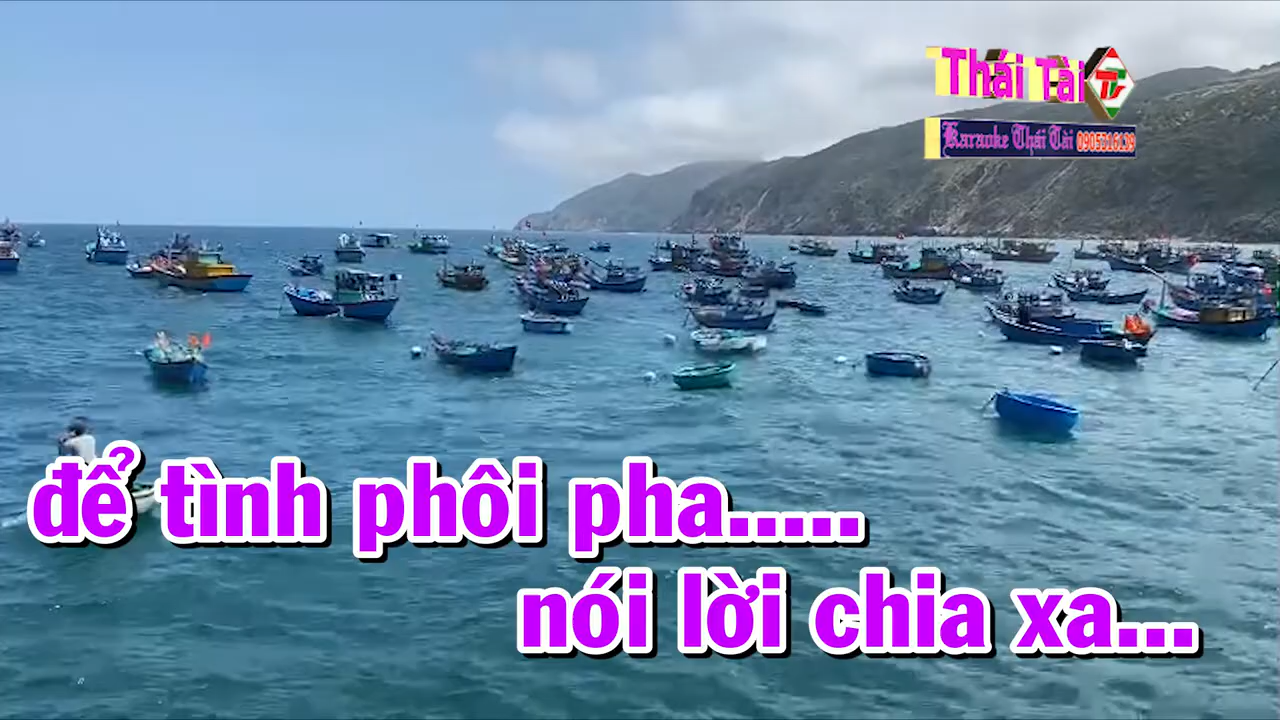 Thái Tài
Karaoke Thái Tài 0905316139
để tình phôi pha.....
nói lời chia xa...